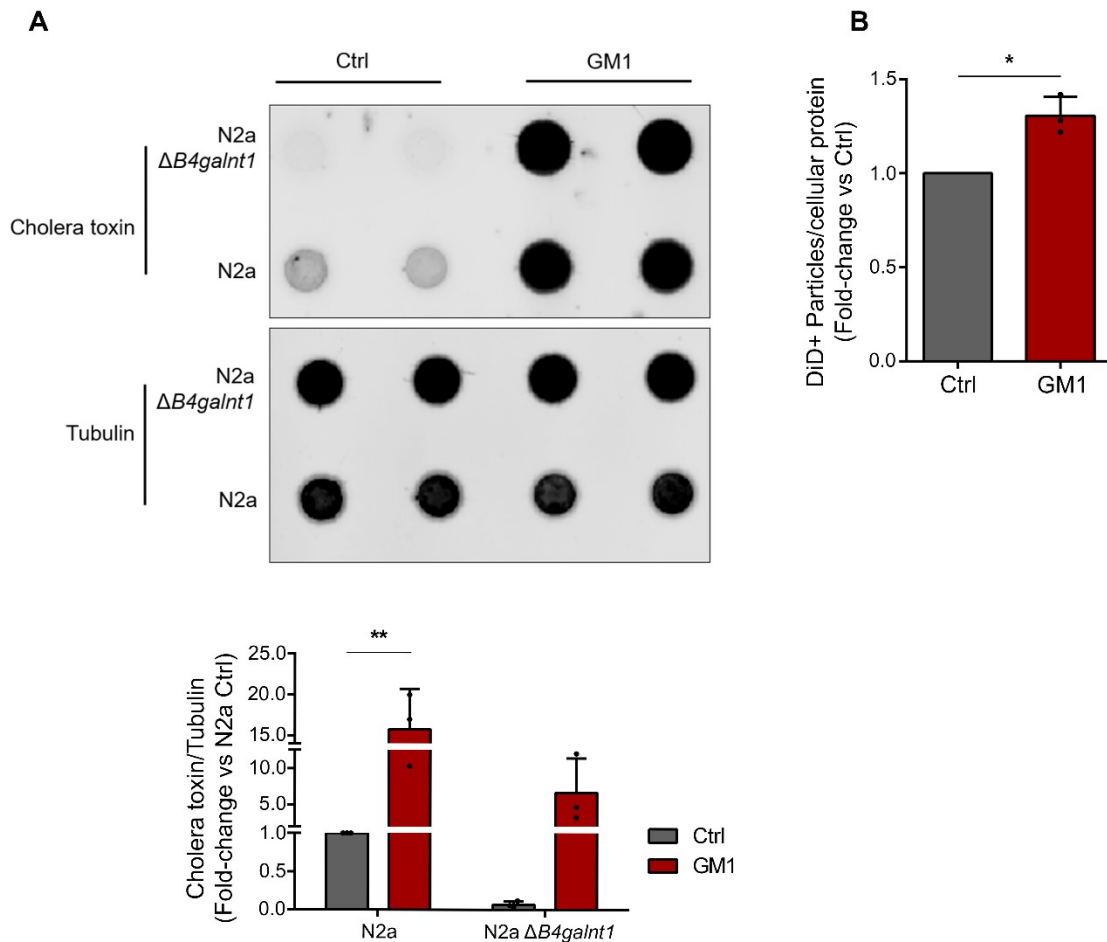 A
Ctrl
GM1
N2a
ΔB4galnt1
Cholera toxin
N2a
N2a
ΔB4galnt1
Tubulin
N2a
Cholera toxin/Tubulin
(Fold-change vs N2a Ctrl)
25.0
20.0
15.0
10.0
5.0
1.0
0.5
0.0
**
N2a
N2a ΔB4galnt1
Ctrl
GM1
B
DiD+ Particles/cellular protein
(Fold-change vs Ctrl)
1.5
1.0
0.5
0.0
*
Ctrl
GM1